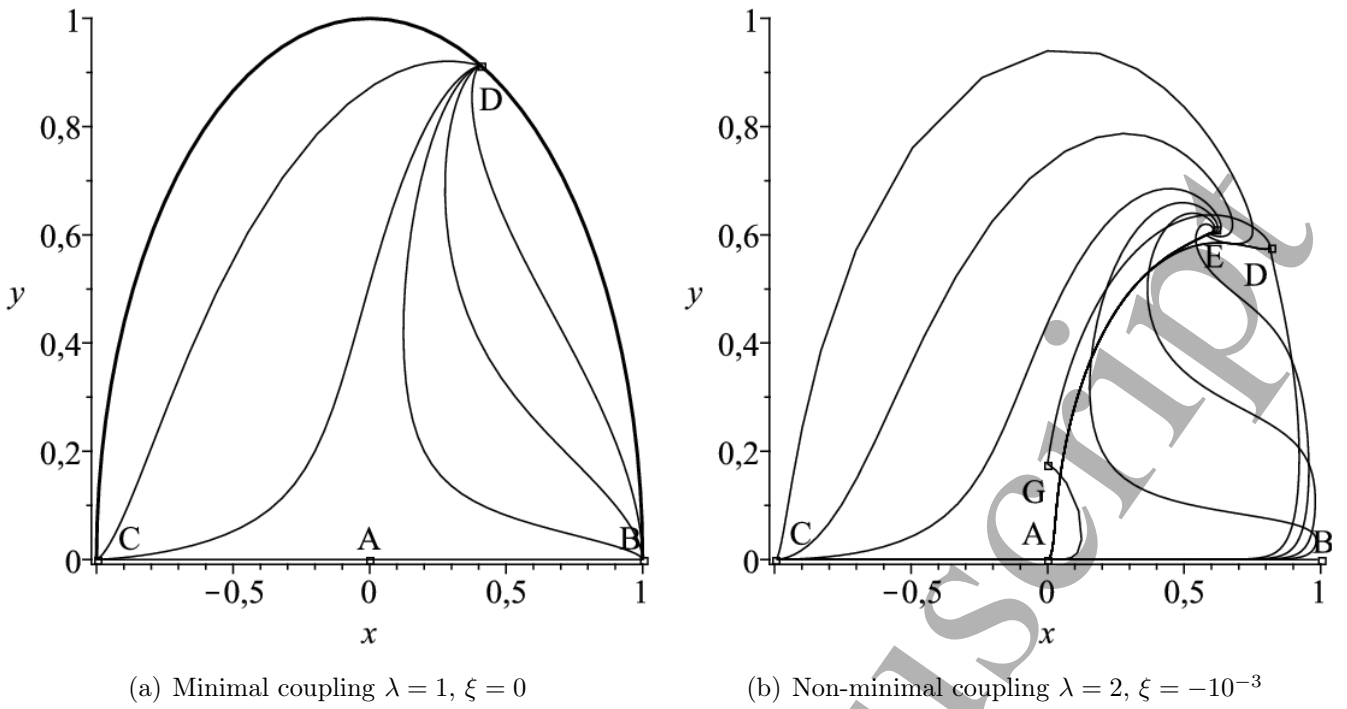 1
0,8
0,6
0,4
0,2
0
y
D
C
A
B
−0,5
0
0,5
1
x
(a) Minimal coupling λ = 1, ξ = 0
1
0,8
0,6
0,4
0,2
0
y
E
D
G
A
C
B
−0,5
0
0,5
1
x
(b) Non-minimal coupling λ = 2, ξ = −10⁻³
uscript